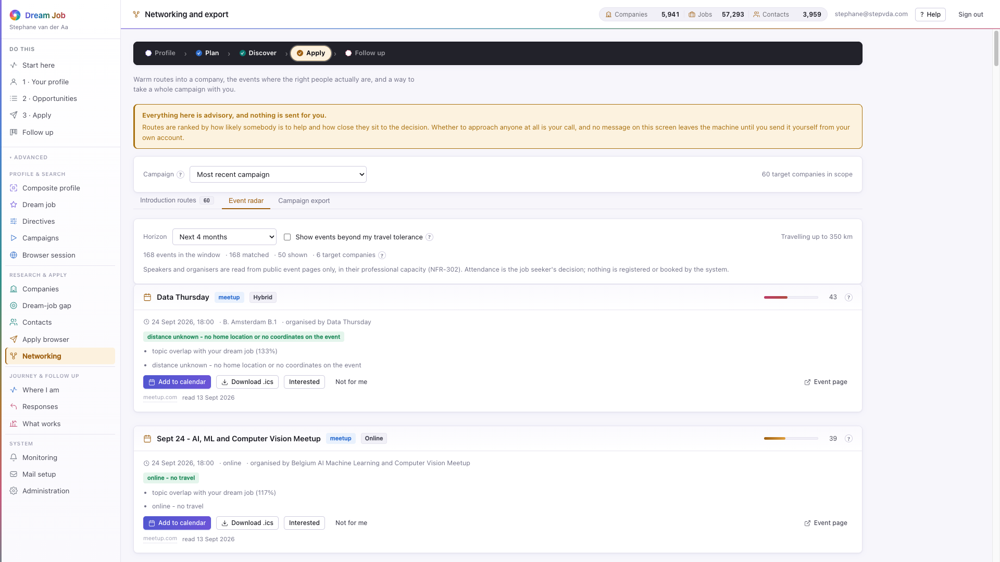 Dream Job
Stephane van der Aa
DO THIS
Start here
1 · Your profile
2 · Opportunities
3 · Apply
Follow up
ADVANCED
PROFILE & SEARCH
Composite profile
Dream job
Directives
Campaigns
Browser session
RESEARCH & APPLY
Companies
Dream-job gap
Contacts
Apply browser
Networking
JOURNEY & FOLLOW UP
Where I am
Responses
What works
SYSTEM
Monitoring
Mail setup
Administration
Networking and export
Companies 5,941 Jobs 57,293 Contacts 3,959
stephane@stepvda.com
? Help
Sign out
Profile › Plan › Discover › Apply › Follow up
Warm routes into a company, the events where the right people actually are, and a way to
take a whole campaign with you.
Everything here is advisory, and nothing is sent for you.
Routes are ranked by how likely somebody is to help and how close they sit to the decision. Whether to approach anyone at all is your call, and no message on this screen leaves the machine until you send it yourself from your
own account.
Campaign ? Most recent campaign
60 target companies in scope
Introduction routes 60 Event radar Campaign export
Horizon Next 4 months Show events beyond my travel tolerance ?
Travelling up to 350 km
168 events in the window · 168 matched · 50 shown · 6 target companies ?
Speakers and organisers are read from public event pages only, in their professional capacity (NFR-302). Attendance is the job seeker's decision; nothing is registered or booked by the system.
Data Thursday meetup Hybrid 43 ?
24 Sept 2026, 18:00 · B. Amsterdam B.1 · organised by Data Thursday
distance unknown - no home location or no coordinates on the event
• topic overlap with your dream job (133%)
• distance unknown - no home location or no coordinates on the event
Add to calendar Download .ics Interested Not for me Event page
meetup.com read 13 Sept 2026
Sept 24 - AI, ML and Computer Vision Meetup meetup Online 39 ?
24 Sept 2026, 18:00 · online · organised by Belgium AI Machine Learning and Computer Vision Meetup
online - no travel
• topic overlap with your dream job (117%)
• online - no travel
Add to calendar Download .ics Interested Not for me Event page
meetup.com read 13 Sept 2026